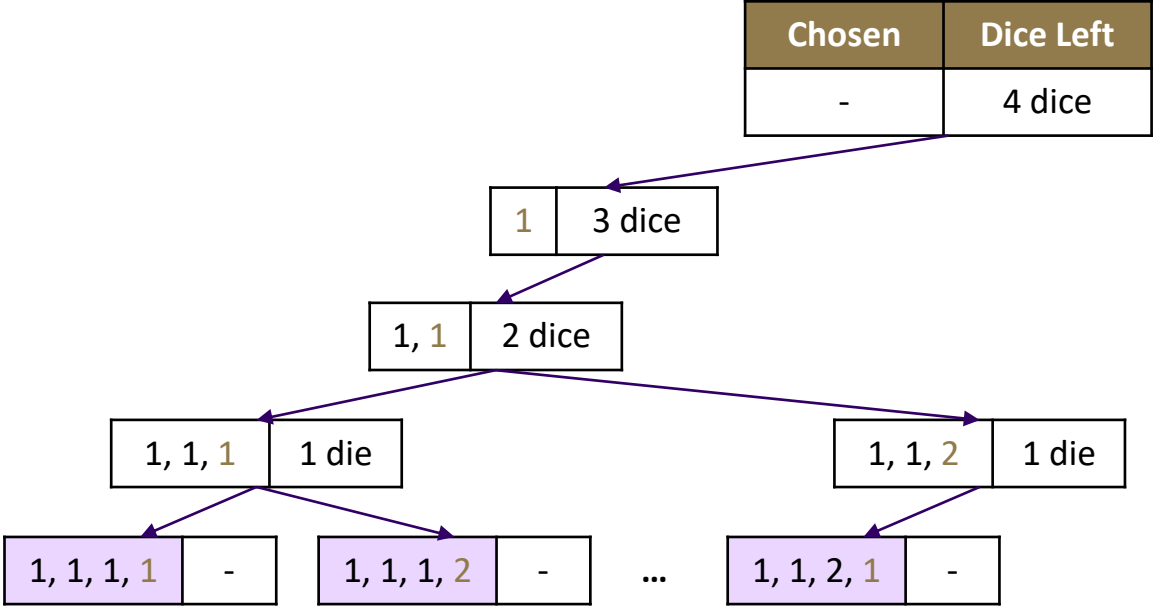 Chosen Dice Left
- 4 dice
1 3 dice
1, 1 2 dice
1, 1, 1 1 die 1, 1, 2 1 die
1, 1, 1, 1 - 1, 1, 1, 2 - ... 1, 1, 2, 1 -